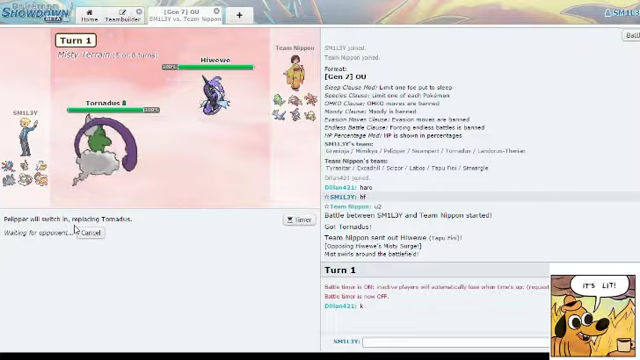 Showdown
BETA
Home
Teambuilder
[Gen 7] OU
SM1L3Y vs. Team Nippon
+
SM1L3Y
Turn 1
Misty Terrain
Team Nippon
Hiwewe
100%
Tornadus
100%
SM1L3Y
Pelipper will switch in, replacing Tornadus.
Waiting for opponent...
Cancel
Timer
SM1L3Y joined.
Team Nippon joined.
Format:
[Gen 7] OU
Sleep Clause Mod: Limit one foe put to sleep
Species Clause: Limit one of each Pokémon
OHKO Clause: OHKO moves are banned
Moody Clause: Moody is banned
Evasion Moves Clause: Evasion moves are banned
Endless Battle Clause: Forcing endless battles is banned
HP Percentage Mod: HP is shown in percentages
SM1L3Y's team:
Greninja / Mimikyu / Pelipper / Swampert / Tornadus / Landorus-Therian
Team Nippon's team:
Tyranitar / Excadrill / Scizor / Latios / Tapu Fini / Smeargle
Dillan421 joined.
Dillan421: haro
☆SM1L3Y: hf
☆Team Nippon: u2
Battle between SM1L3Y and Team Nippon started!
Go! Tornadus!
Team Nippon sent out Hiwewe (Tapu Fini)!
[Opposing Hiwewe's Misty Surge!]
Mist swirls around the battlefield!
Turn 1
Battle timer is ON: inactive players will automatically lose when time's up.
Battle timer is now OFF.
Dillan421: k
SM1L3Y:
IT'S LIT!